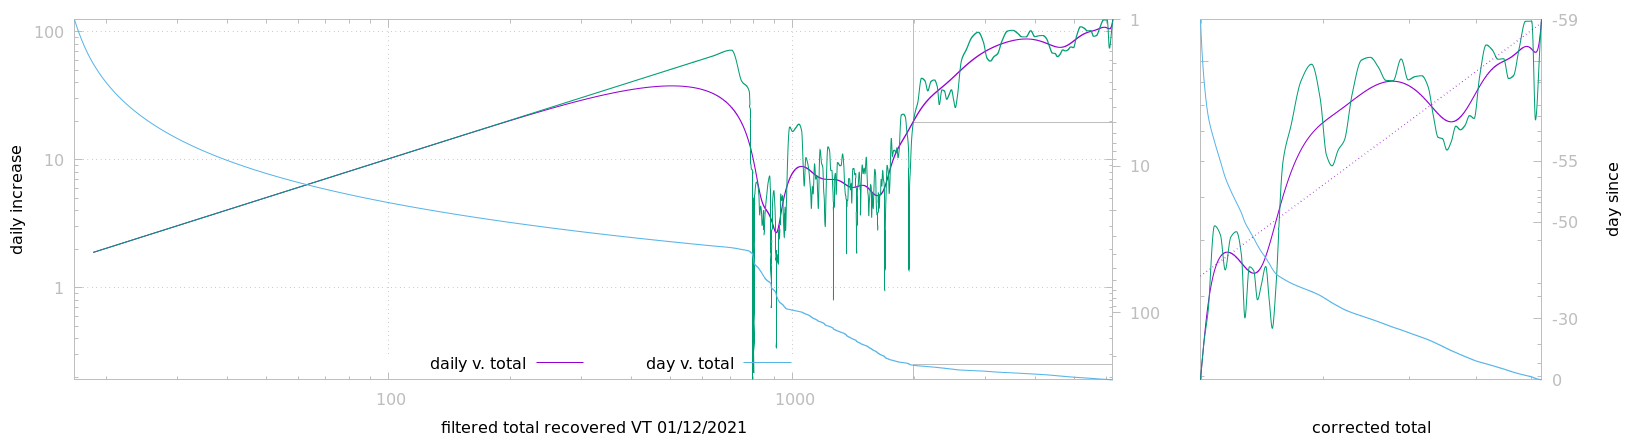 100
10
1
daily increase
daily v. total
day v. total
100
1000
filtered total recovered VT 01/12/2021
1
10
100
-59
-55
-50
-30
0
day since
corrected total